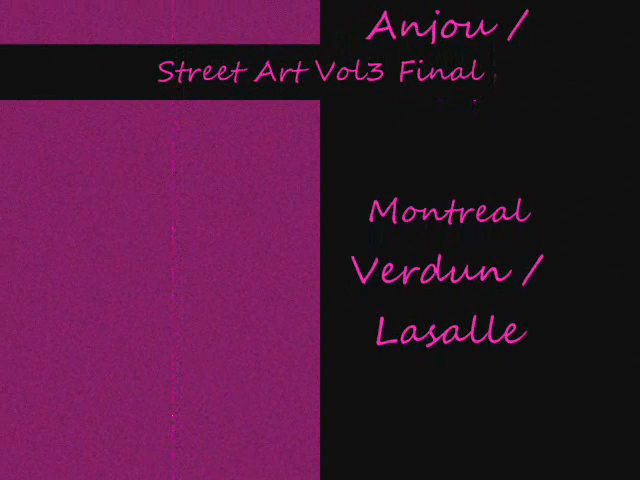 Anjou /
Street Art Vol3 Final
Montreal
Verdun /
Lasalle